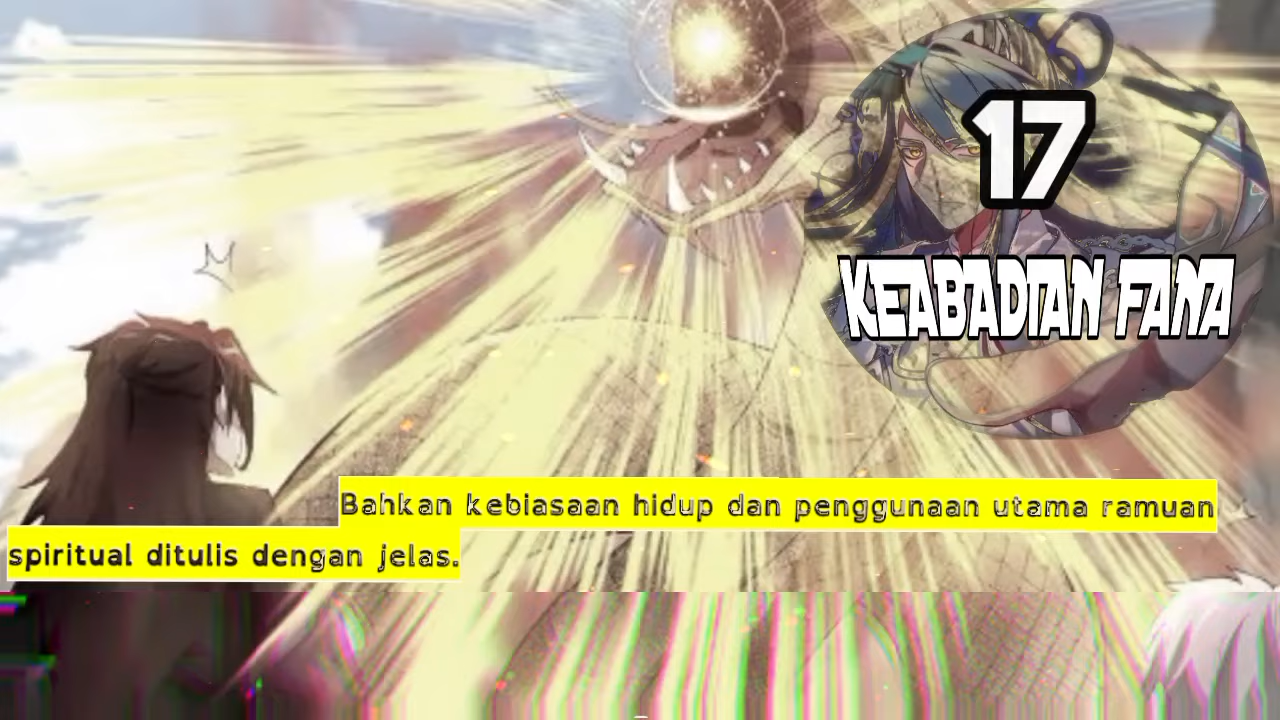 17
KEABADIAN FANA
Bahkan kebiasaan hidup dan penggunaan utama ramuan
spiritual ditulis dengan jelas.